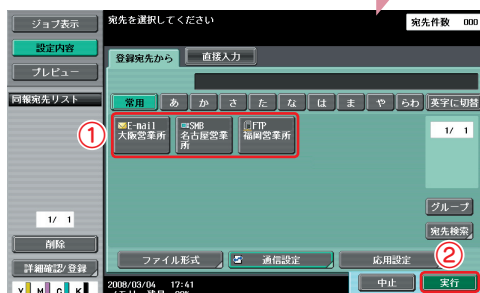 ジョブ表示
宛先を選択してください
宛先件数 000
設定内容
プレビュー
登録宛先から
直接入力
同報宛先リスト
常用 あ か さ た な は ま や らわ 英字に切替
①
E-mail
大阪営業所
SMB
名古屋営業所
FTP
福岡営業所
1/ 1
グループ
宛先検索
1/ 1
削除
詳細確認/登録
ファイル形式
通信設定
応用設定
②
Y M C K
2008/03/04 17:41
中止
実行